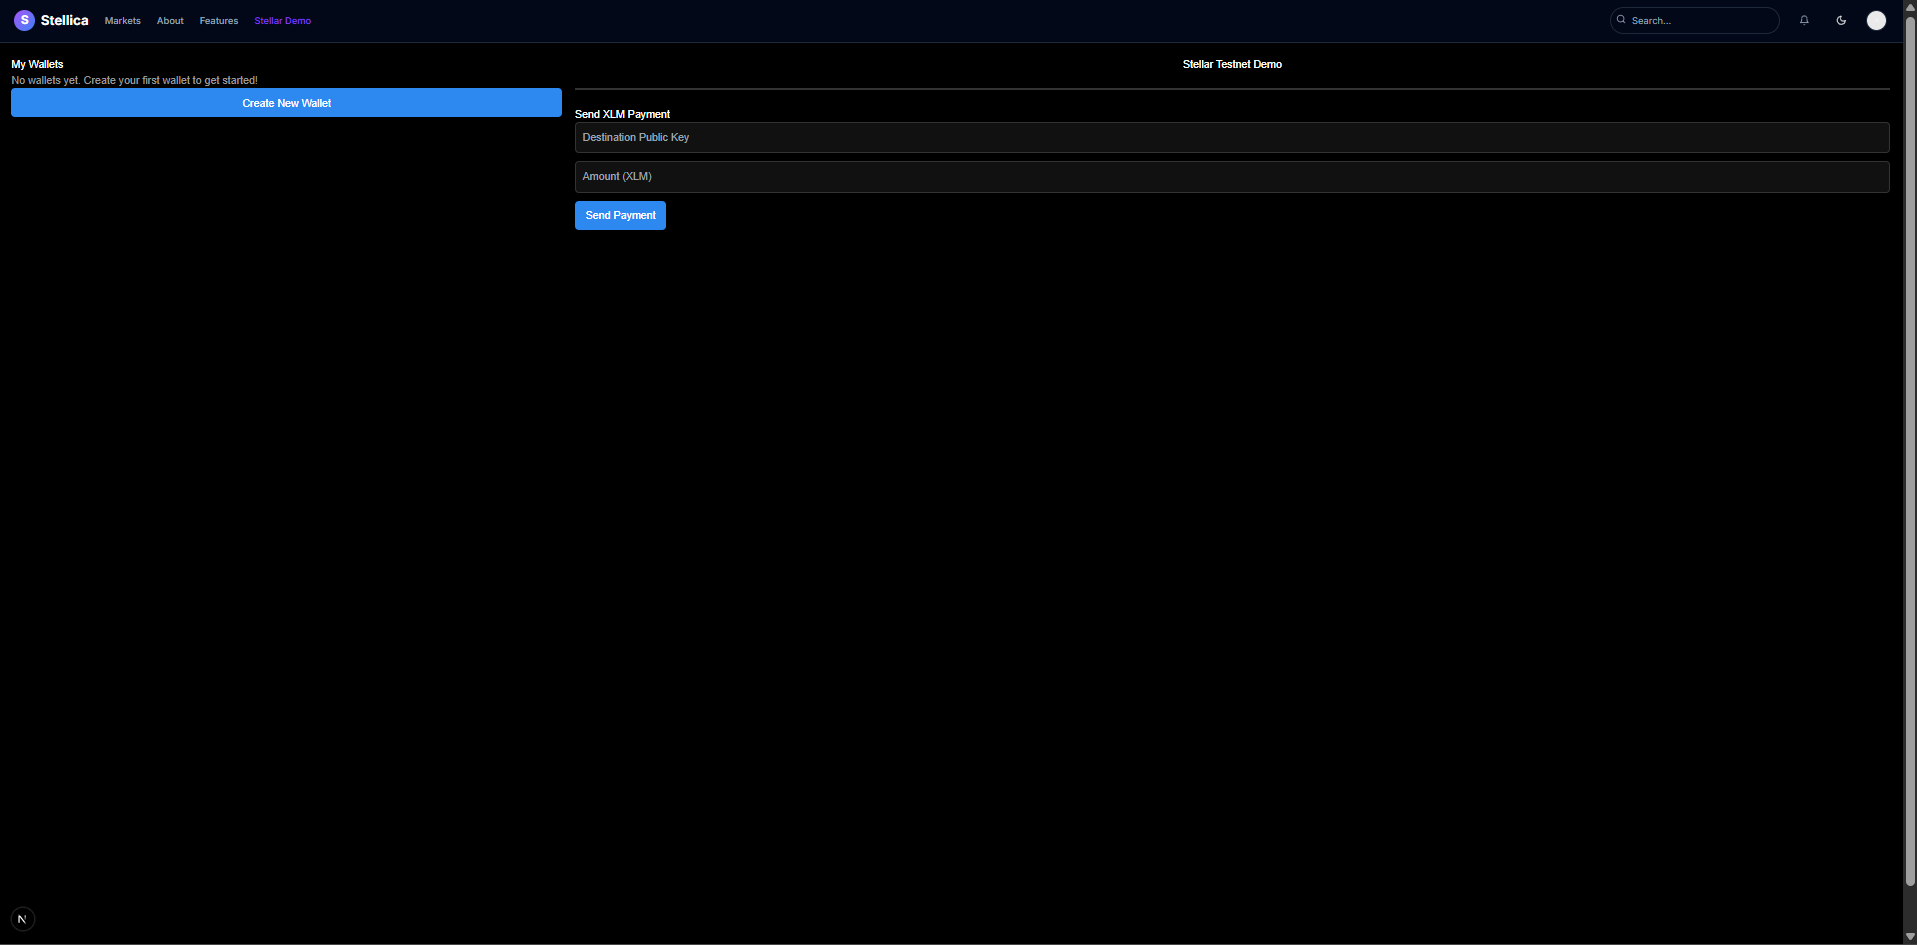 S Stellica Markets About Features Stellar Demo Search...
My Wallets
No wallets yet. Create your first wallet to get started!
Create New Wallet
Stellar Testnet Demo
Send XLM Payment
Destination Public Key
Amount (XLM)
Send Payment
N